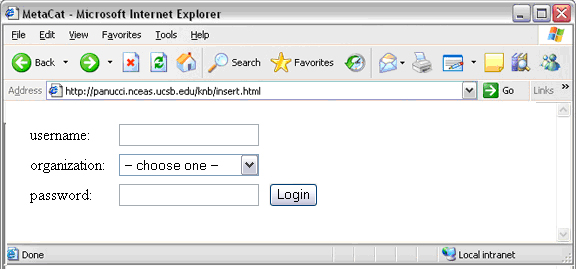 MetaCat - Microsoft Internet Explorer
File Edit View Favorites Tools Help
Back Search Favorites
Address http://panucci.nceas.ucsb.edu/knb/insert.html Go Links »
username:
organization: – choose one –
password: Login
Done Local intranet